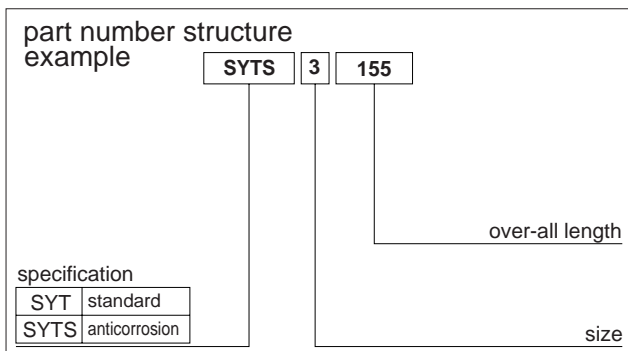 part number structure
example
SYTS 3 155
over-all length
specification
SYT standard
SYTS anticorrosion
size